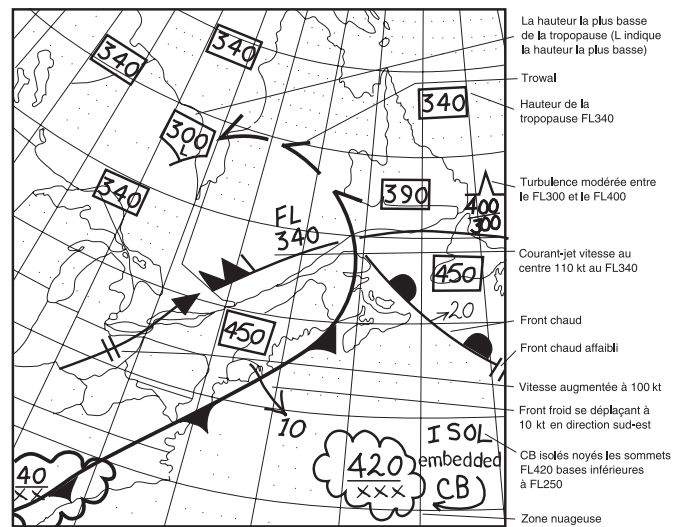 340
340
300
L
340
340
390
400
300
FL
340
450
450
20
10
40
XX
420
XXX
ISOL
embedded
CB
La hauteur la plus basse
de la tropopause (L indique
la hauteur la plus basse)
Trowal
Hauteur de la
tropopause FL340
Turbulence modérée entre
le FL300 et le FL400
Courant-jet vitesse au
centre 110 kt au FL340
Front chaud
Front chaud affaibli
Vitesse augmentée à 100 kt
Front froid se déplaçant à
10 kt en direction sud-est
CB isolés noyés les sommets
FL420 bases inférieures
à FL250
Zone nuageuse